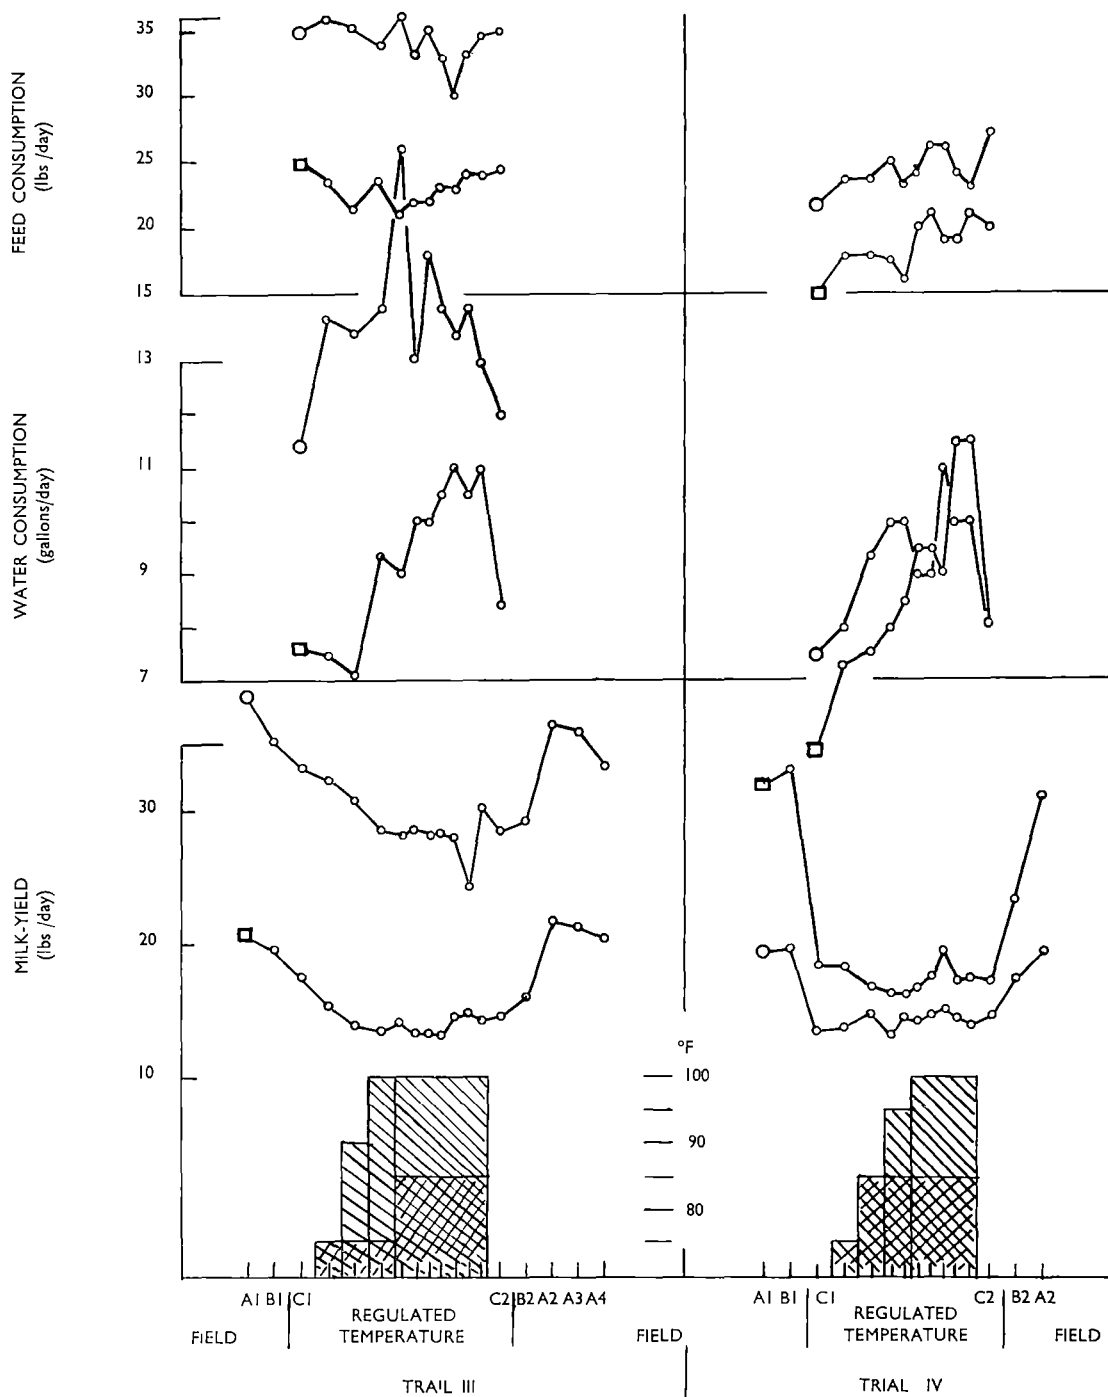 FEED CONSUMPTION
(lbs /day)
35
30
25
20
15
WATER CONSUMPTION
(gallons/day)
13
11
9
7
MILK-YIELD
(lbs /day)
30
20
10
°F
100
90
80
A1 B1 C1 C2 B2 A2 A3 A4
A1 B1 C1 C2 B2 A2
FIELD REGULATED TEMPERATURE FIELD
REGULATED TEMPERATURE FIELD
TRAIL III TRIAL IV